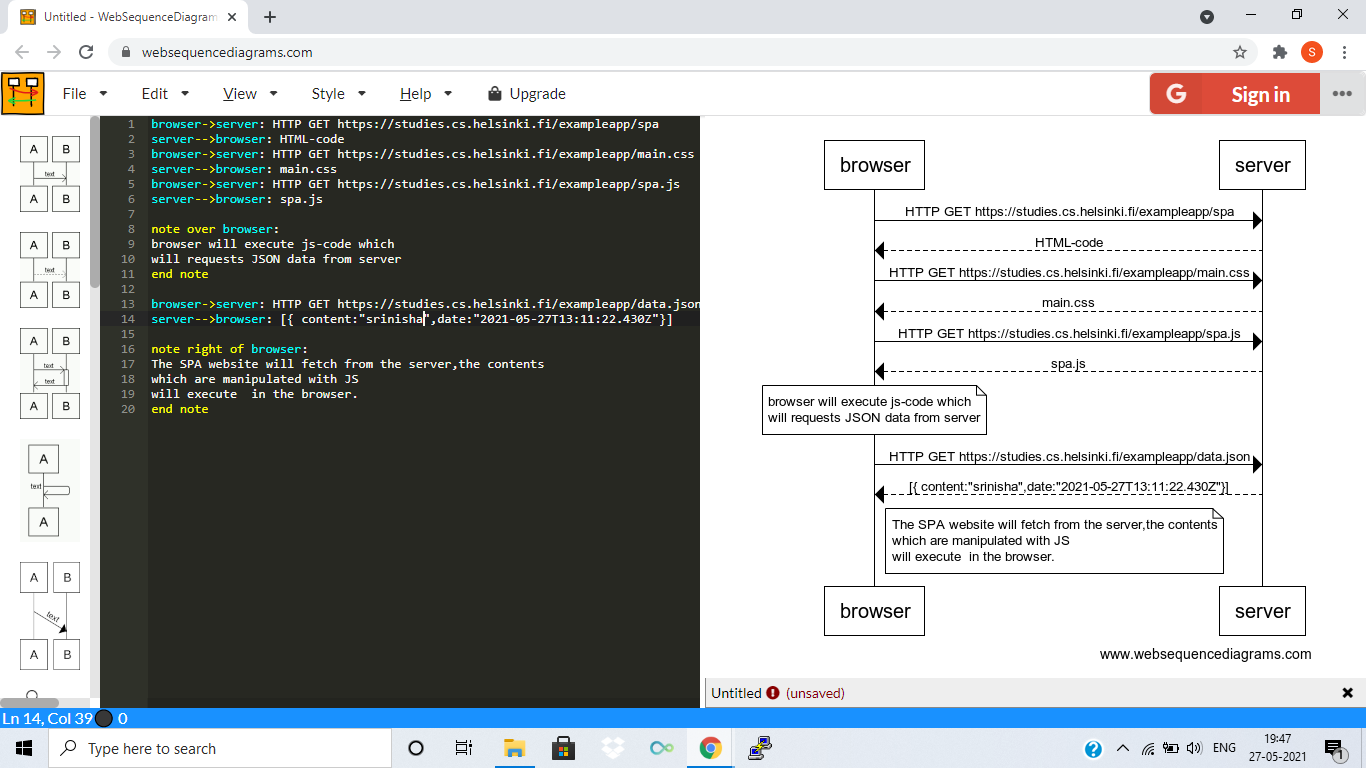 Untitled - WebSequenceDiagram
websequencediagrams.com
S
File
Edit
View
Style
Help
Upgrade
G
Sign in
A B
text
A B
A B
text
A B
A B
text
text
A B
A
text
A
A B
text
A B
1 browser->server: HTTP GET https://studies.cs.helsinki.fi/exampleapp/spa
2 server-->browser: HTML-code
3 browser->server: HTTP GET https://studies.cs.helsinki.fi/exampleapp/main.css
4 server-->browser: main.css
5 browser->server: HTTP GET https://studies.cs.helsinki.fi/exampleapp/spa.js
6 server-->browser: spa.js
7
8 note over browser:
9 browser will execute js-code which
10 will requests JSON data from server
11 end note
12
13 browser->server: HTTP GET https://studies.cs.helsinki.fi/exampleapp/data.json
14 server-->browser: [{ content:"srinisha",date:"2021-05-27T13:11:22.430Z"}]
15
16 note right of browser:
17 The SPA website will fetch from the server,the contents
18 which are manipulated with JS
19 will execute  in the browser.
20 end note
browser server
HTTP GET https://studies.cs.helsinki.fi/exampleapp/spa
HTML-code
HTTP GET https://studies.cs.helsinki.fi/exampleapp/main.css
main.css
HTTP GET https://studies.cs.helsinki.fi/exampleapp/spa.js
spa.js
browser will execute js-code which
will requests JSON data from server
HTTP GET https://studies.cs.helsinki.fi/exampleapp/data.json
[{ content:"srinisha",date:"2021-05-27T13:11:22.430Z"}]
The SPA website will fetch from the server,the contents
which are manipulated with JS
will execute  in the browser.
browser server
www.websequencediagrams.com
Untitled (unsaved)
Ln 14, Col 39 0
Type here to search
ENG
19:47
27-05-2021
1